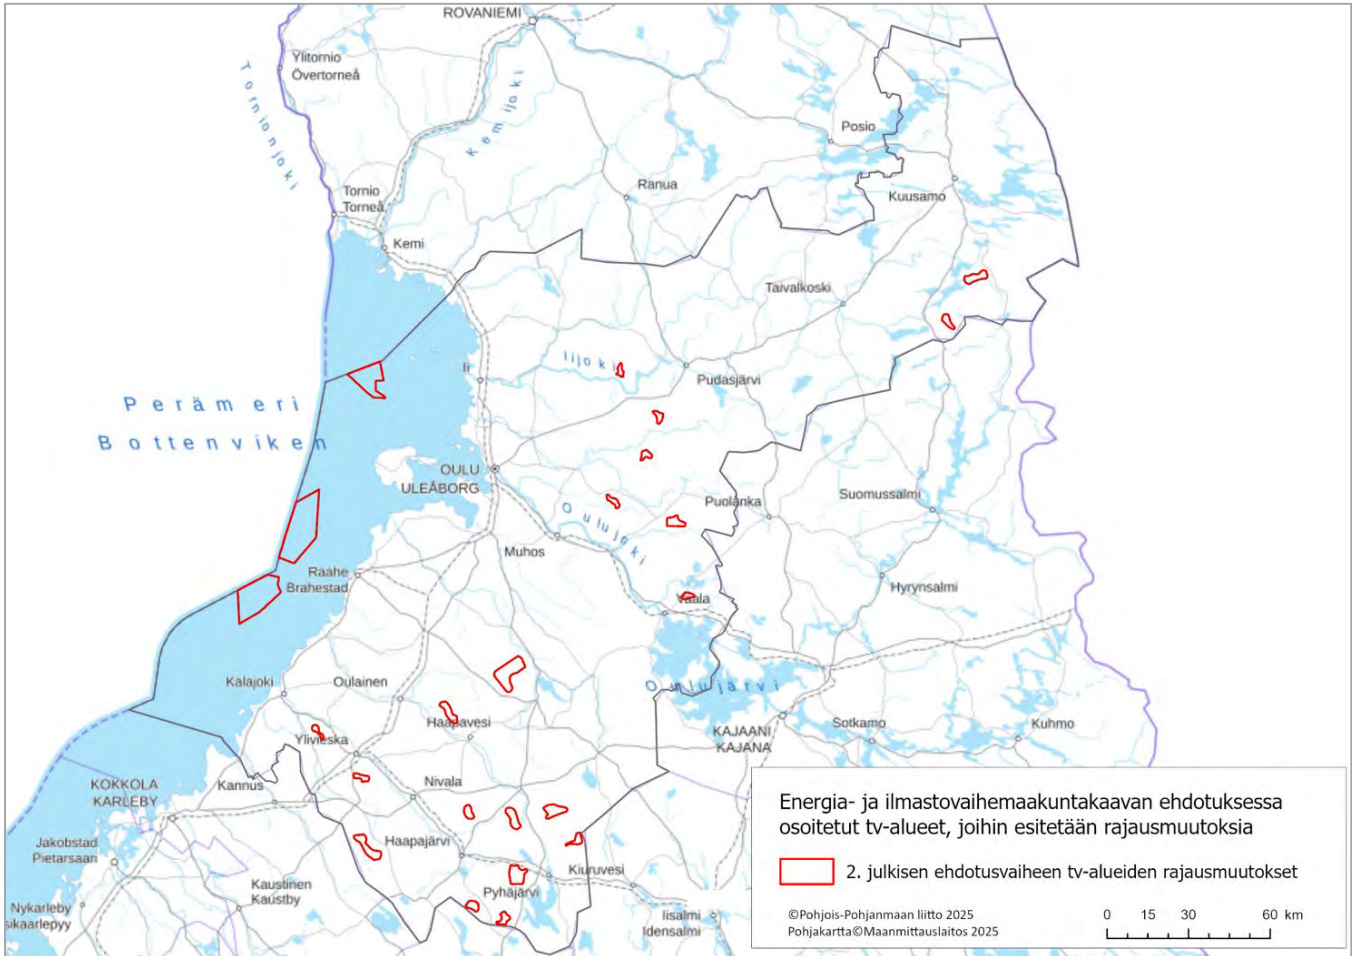 ROVANIEMI
Ylitornio
Övertorneå
Tornionjoki
Kemijoki
Posio
Ranua
Kuusamo
Tornio
Torneå
Kemi
Taivalkoski
Ii
Iijoki
Pudasjärvi
Perämeri
Bottenviken
OULU
ULEÅBORG
Puolanka
Suomussalmi
Oulujoki
Muhos
Raahe
Brahestad
Hyrynsalmi
Vaala
Kalajoki
Oulainen
Oulujärvi
Haapavesi
Ylivieska
KAJAANI
KAJANA
Sotkamo
Kuhmo
KOKKOLA
KARLEBY
Kannus
Nivala
Jakobstad
Pietarsaari
Haapajärvi
Kiuruvesi
Pyhäjärvi
Kaustinen
Kaustby
Nykarleby
sikaarlepyy
Iisalmi
Idensalmi
Energia- ja ilmastovaihemaakuntakaavan ehdotuksessa
osoitetut tv-alueet, joihin esitetään rajausmuutoksia
2. julkisen ehdotusvaiheen tv-alueiden rajausmuutokset
©Pohjois-Pohjanmaan liitto 2025
Pohjakartta©Maanmittauslaitos 2025
0 15 30 60 km